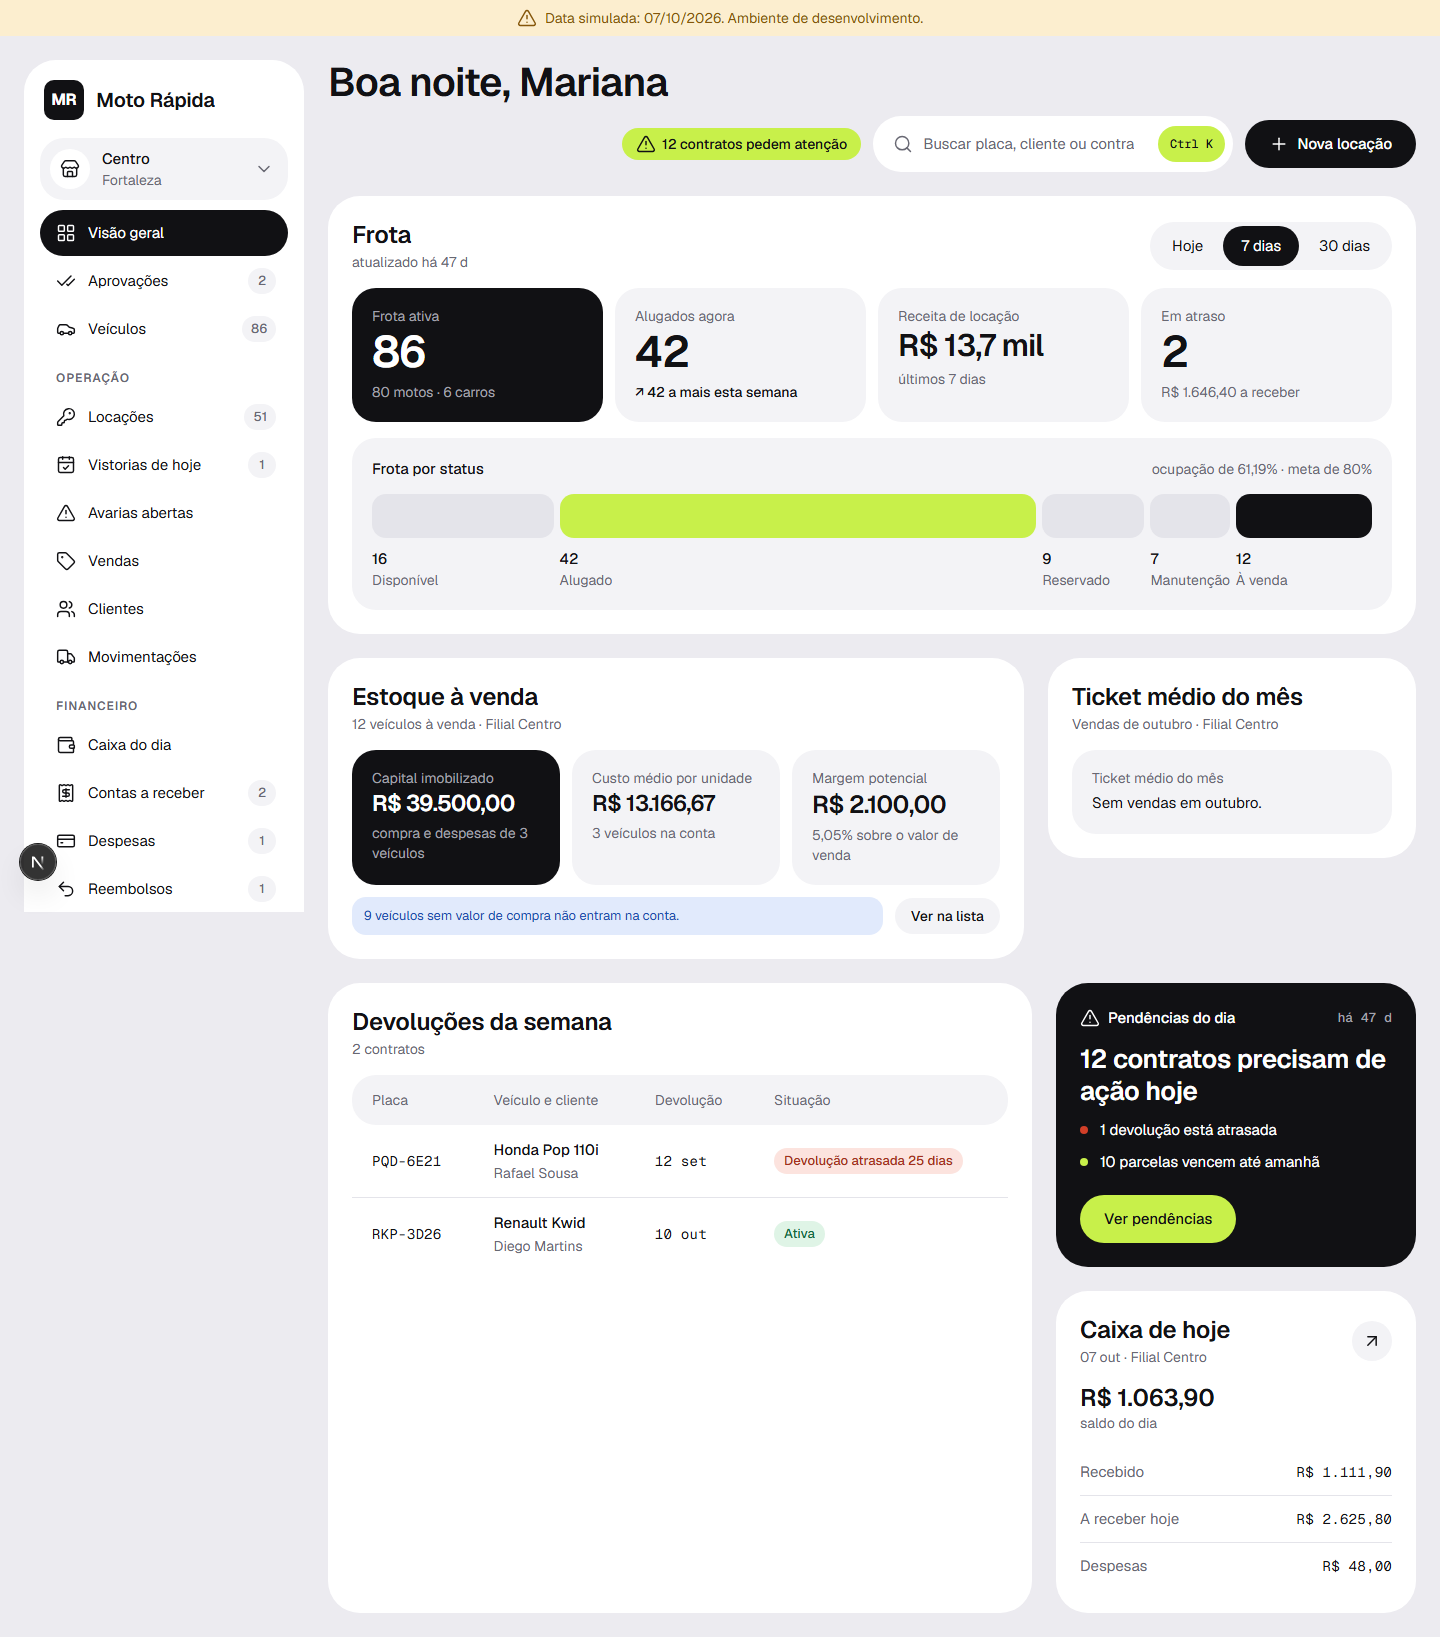 Data simulada: 07/10/2026. Ambiente de desenvolvimento.
MR Moto Rápida
Centro
Fortaleza
Visão geral
Aprovações 2
Veículos 86
OPERAÇÃO
Locações 51
Vistorias de hoje 1
Avarias abertas
Vendas
Clientes
Movimentações
FINANCEIRO
Caixa do dia
Contas a receber 2
Despesas 1
N
Reembolsos 1
Boa noite, Mariana
12 contratos pedem atenção
Buscar placa, cliente ou contra
Ctrl K
+ Nova locação
Frota
atualizado há 47 d
Hoje 7 dias 30 dias
Frota ativa
86
80 motos · 6 carros
Alugados agora
42
↗ 42 a mais esta semana
Receita de locação
R$ 13,7 mil
últimos 7 dias
Em atraso
2
R$ 1.646,40 a receber
Frota por status
ocupação de 61,19% · meta de 80%
16 42 9 7 12
Disponível Alugado Reservado Manutenção À venda
Estoque à venda
12 veículos à venda · Filial Centro
Capital imobilizado
R$ 39.500,00
compra e despesas de 3
veículos
Custo médio por unidade
R$ 13.166,67
3 veículos na conta
Margem potencial
R$ 2.100,00
5,05% sobre o valor de
venda
9 veículos sem valor de compra não entram na conta.
Ver na lista
Ticket médio do mês
Vendas de outubro · Filial Centro
Ticket médio do mês
Sem vendas em outubro.
Devoluções da semana
2 contratos
Placa Veículo e cliente Devolução Situação
PQD-6E21 Honda Pop 110i 12 set Devolução atrasada 25 dias
Rafael Sousa
RKP-3D26 Renault Kwid 10 out Ativa
Diego Martins
Pendências do dia há 47 d
12 contratos precisam de
ação hoje
1 devolução está atrasada
10 parcelas vencem até amanhã
Ver pendências
Caixa de hoje
07 out · Filial Centro
R$ 1.063,90
saldo do dia
Recebido R$ 1.111,90
A receber hoje R$ 2.625,80
Despesas R$ 48,00